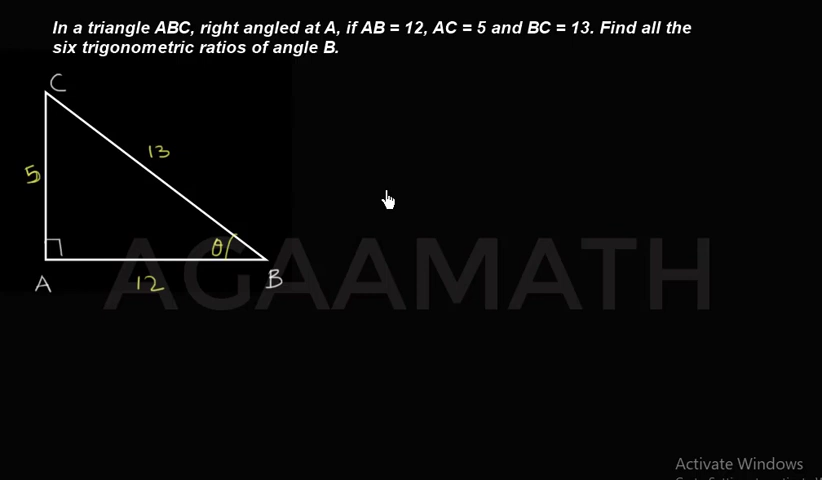 In a triangle ABC, right angled at A, if AB = 12, AC = 5 and BC = 13. Find all the
six trigonometric ratios of angle B.
C
13
5
θ
A
12
B
AGAAMATH
Activate Windows